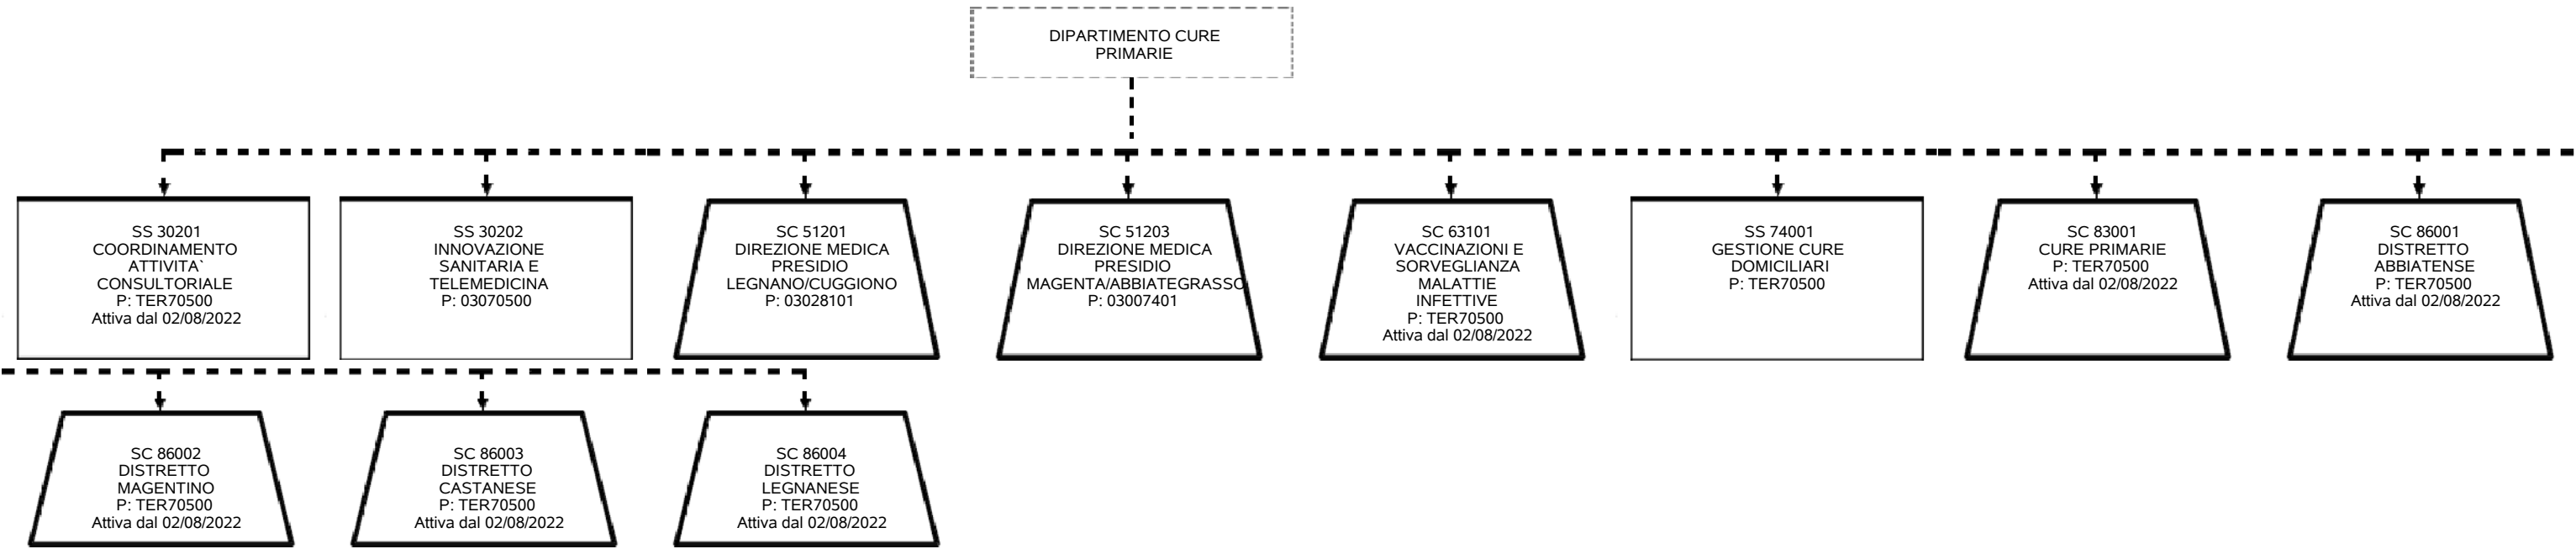 DIPARTIMENTO CURE
PRIMARIE
SS 30201
COORDINAMENTO
ATTIVITA`
CONSULTORIALE
P: TER70500
Attiva dal 02/08/2022
SS 30202
INNOVAZIONE
SANITARIA E
TELEMEDICINA
P: 03070500
SC 51201
DIREZIONE MEDICA
PRESIDIO
LEGNANO/CUGGIONO
P: 03028101
SC 51203
DIREZIONE MEDICA
PRESIDIO
MAGENTA/ABBIATEGRASSO
P: 03007401
SC 63101
VACCINAZIONI E
SORVEGLIANZA
MALATTIE
INFETTIVE
P: TER70500
Attiva dal 02/08/2022
SS 74001
GESTIONE CURE
DOMICILIARI
P: TER70500
SC 83001
CURE PRIMARIE
P: TER70500
Attiva dal 02/08/2022
SC 86001
DISTRETTO
ABBIATENSE
P: TER70500
Attiva dal 02/08/2022
SC 86002
DISTRETTO
MAGENTINO
P: TER70500
Attiva dal 02/08/2022
SC 86003
DISTRETTO
CASTANESE
P: TER70500
Attiva dal 02/08/2022
SC 86004
DISTRETTO
LEGNANESE
P: TER70500
Attiva dal 02/08/2022